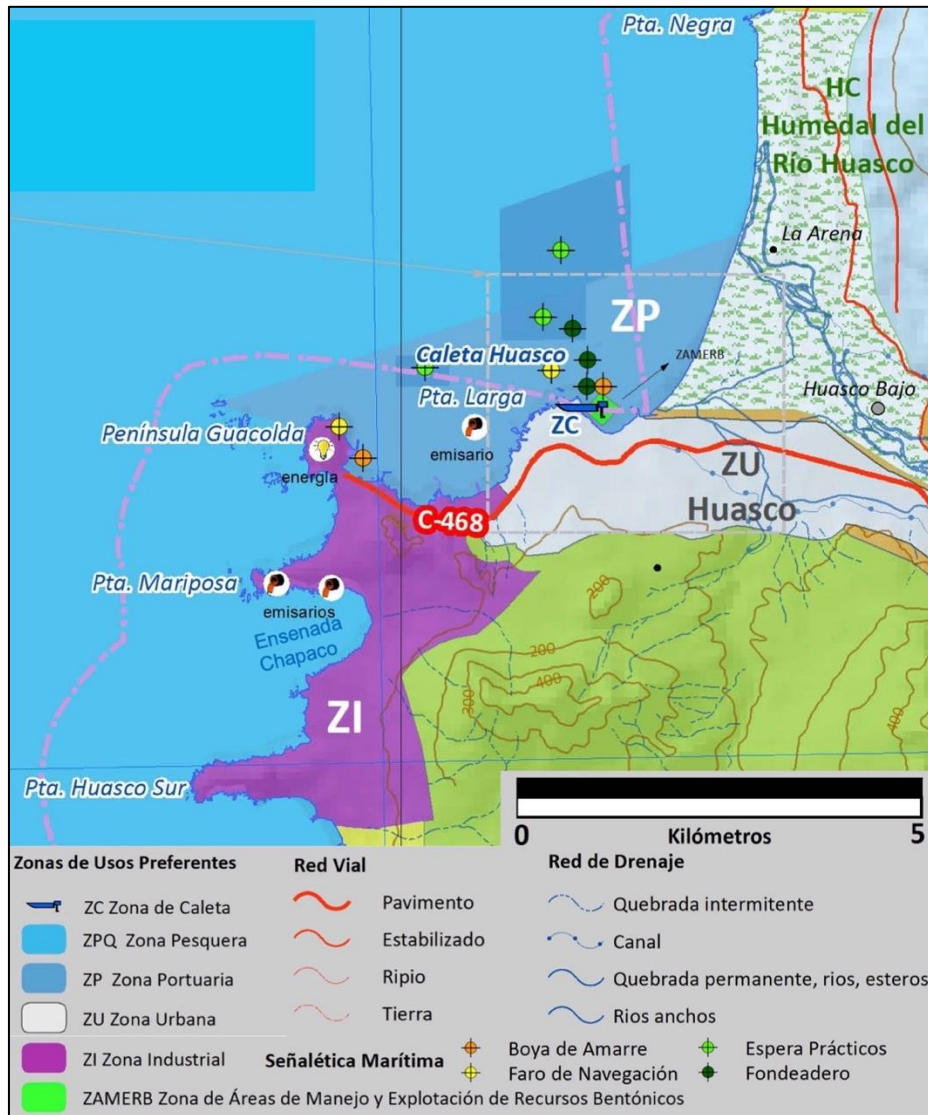 Pta. Negra
HC
Humedal del
Río Huasco
La Arena
ZP
ZAMERB
Caleta Huasco
Pta. Larga
Huasco Bajo
ZC
Península Guacolda
emisario
energía
ZU
Huasco
C-468
Pta. Mariposa
emisarios
Ensenada
Chapaco
200
200
400
300
400
ZI
Pta. Huasco Sur
0
Kilómetros
5
Zonas de Usos Preferentes
ZC Zona de Caleta
ZPQ Zona Pesquera
ZP Zona Portuaria
ZU Zona Urbana
ZI Zona Industrial
ZAMERB Zona de Áreas de Manejo y Explotación de Recursos Bentónicos
Red Vial
Pavimento
Estabilizado
Ripio
Tierra
Red de Drenaje
Quebrada intermitente
Canal
Quebrada permanente, rios, esteros
Rios anchos
Señalética Marítima
Boya de Amarre
Faro de Navegación
Espera Prácticos
Fondeadero